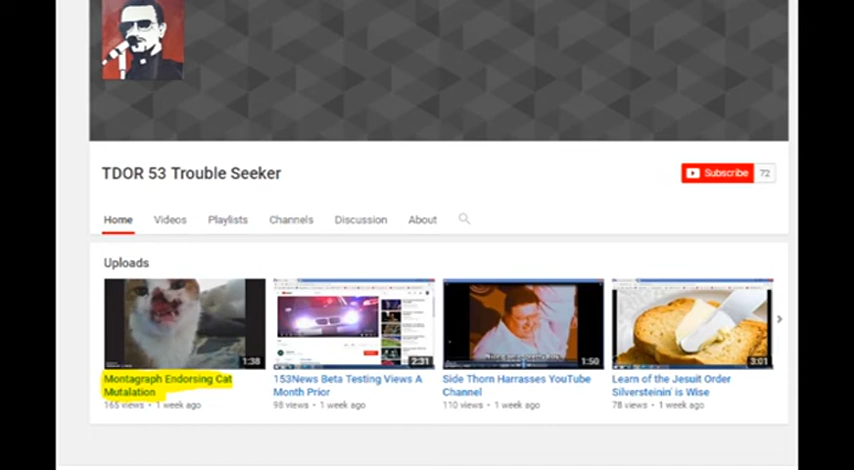 TDOR 53 Trouble Seeker
Subscribe 72
Home Videos Playlists Channels Discussion About
Uploads
1:38 2:31 1:50 3:01
Montagraph Endorsing Cat
Mutalation
165 views • 1 week ago
153News Beta Testing Views A
Month Prior
98 views • 1 week ago
Side Thorn Harrasses YouTube
Channel
110 views • 1 week ago
Learn of the Jesuit Order
Silversteinin' is Wise
78 views • 1 week ago